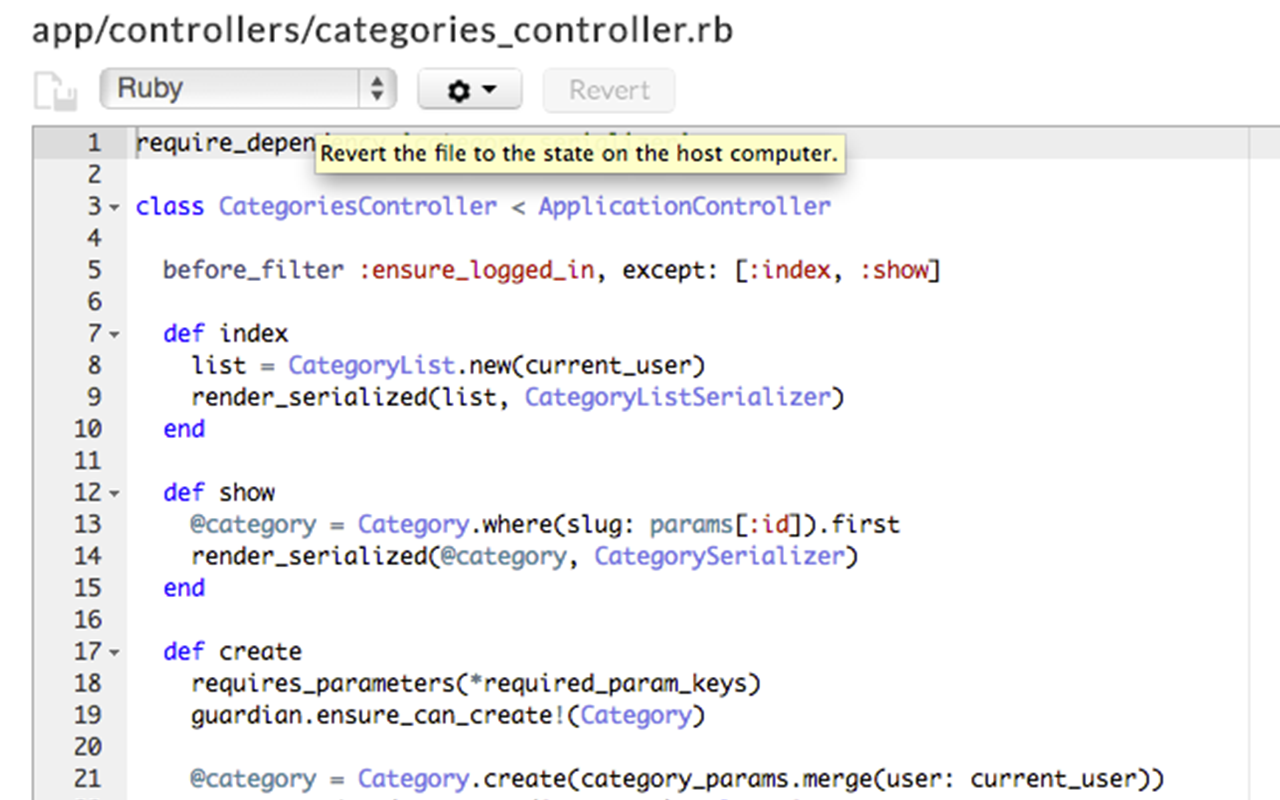 app/controllers/categories_controller.rb
Ruby
Revert
1 require_depen
Revert the file to the state on the host computer.
2
3 class CategoriesController < ApplicationController
4
5 before_filter :ensure_logged_in, except: [:index, :show]
6
7 def index
8 list = CategoryList.new(current_user)
9 render_serialized(list, CategoryListSerializer)
10 end
11
12 def show
13 @category = Category.where(slug: params[:id]).first
14 render_serialized(@category, CategorySerializer)
15 end
16
17 def create
18 requires_parameters(*required_param_keys)
19 guardian.ensure_can_create!(Category)
20
21 @category = Category.create(category_params.merge(user: current_user))